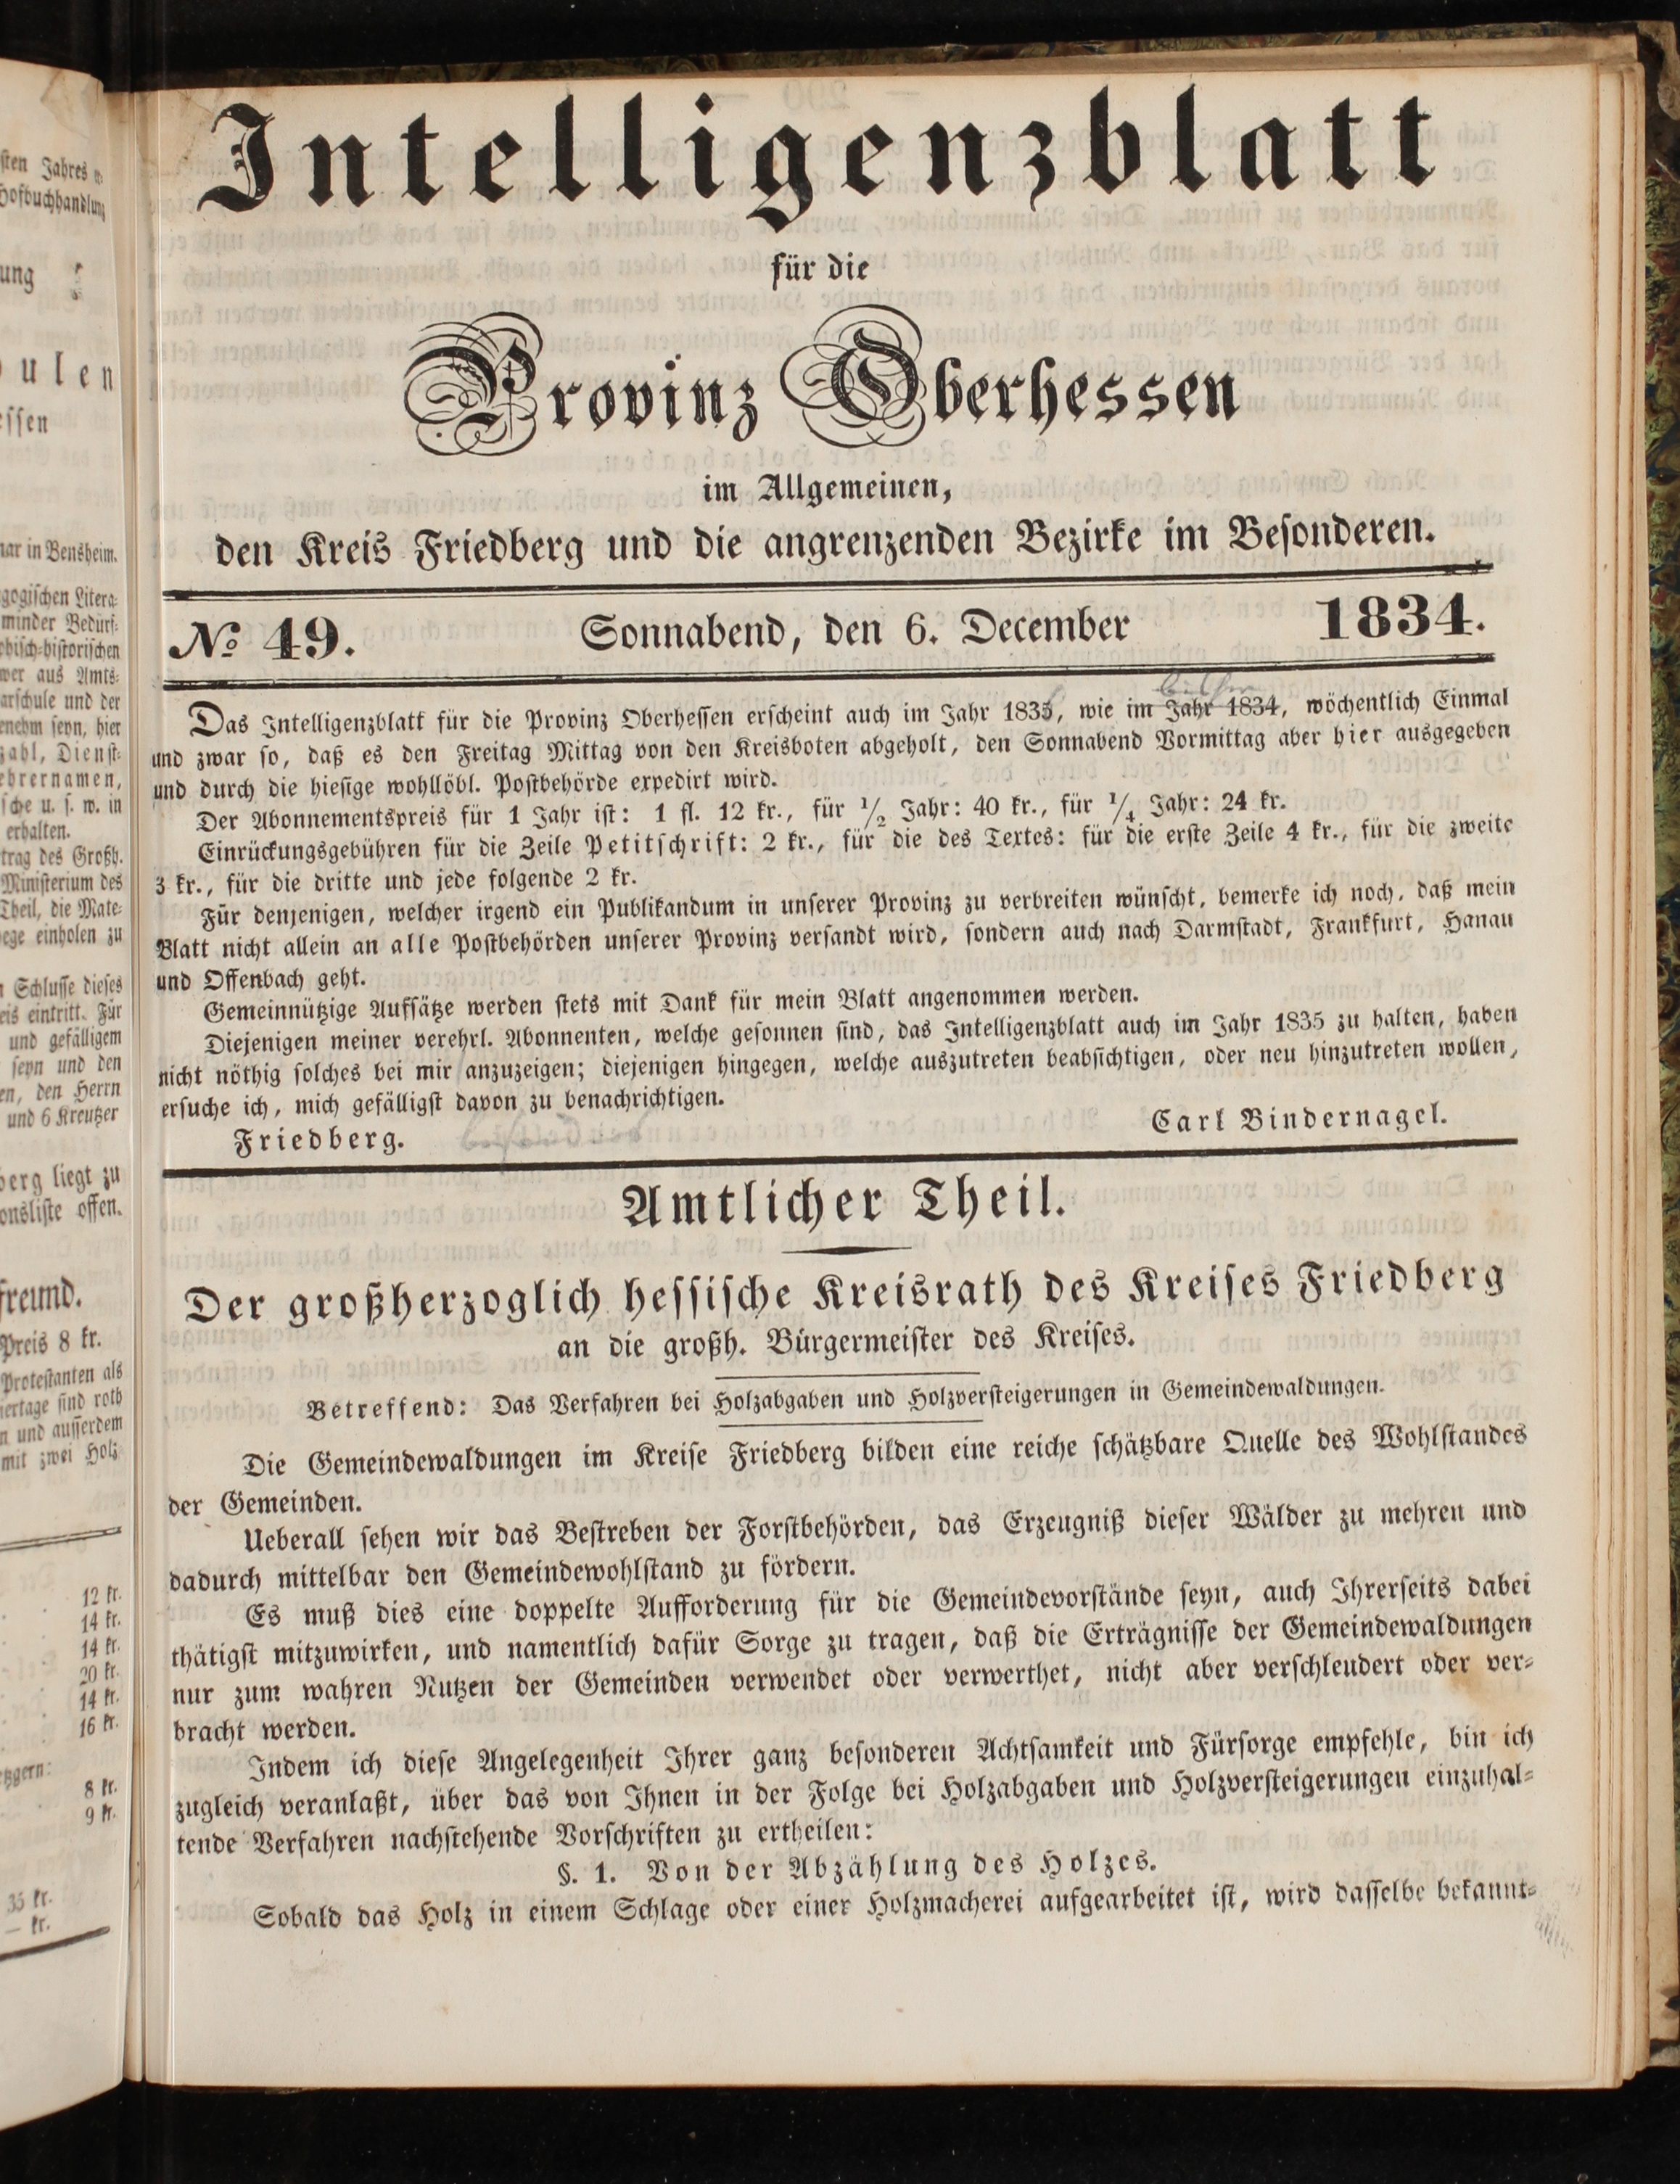 Intelligenzblatt
für die
Provinz Oberhessen
im Allgemeinen,
den Kreis Friedberg und die angrenzenden Bezirke im Besonderen.
№ 49. Sonnabend, den 6. December 1834.
Das Intelligenzblatt für die Provinz Oberhessen erscheint auch im Jahr 1835, wie im Jahr 1834, wöchentlich Einmal
und zwar so, daß es den Freitag Mittag von den Kreisboten abgeholt, den Sonnabend Vormittag aber hier ausgegeben
und durch die hiesige wohllöbl. Postbehörde expedirt wird.
Der Abonnementspreis für 1 Jahr ist: 1 fl. 12 kr., für 1/2 Jahr: 40 kr., für 1/4 Jahr: 24 kr.
Einrückungsgebühren für die Zeile Petitschrift: 2 kr., für die des Textes: für die erste Zeile 4 kr., für die zweite
3 kr., für die dritte und jede folgende 2 kr.
Für denjenigen, welcher irgend ein Publikandum in unserer Provinz zu verbreiten wünscht, bemerke ich noch, daß mein
Blatt nicht allein an alle Postbehörden unserer Provinz versandt wird, sondern auch nach Darmstadt, Frankfurt, Hanau
und Offenbach geht.
Gemeinnützige Aufsätze werden stets mit Dank für mein Blatt angenommen werden.
Diejenigen meiner verehrl. Abonnenten, welche gesonnen sind, das Intelligenzblatt auch im Jahr 1835 zu halten, haben
nicht nöthig solches bei mir anzuzeigen; diejenigen hingegen, welche auszutreten beabsichtigen, oder neu hinzutreten wollen,
ersuche ich, mich gefälligst davon zu benachrichtigen.
Friedberg. Carl Bindernagel.
Amtlicher Theil.
Der großherzoglich hessische Kreisrath des Kreises Friedberg
an die großh. Bürgermeister des Kreises.
Betreffend: Das Verfahren bei Holzabgaben und Holzversteigerungen in Gemeindewaldungen.
Die Gemeindewaldungen im Kreise Friedberg bilden eine reiche schätzbare Quelle des Wohlstandes
der Gemeinden.
Ueberall sehen wir das Bestreben der Forstbehörden, das Erzeugniß dieser Wälder zu mehren und
dadurch mittelbar den Gemeindewohlstand zu fördern.
Es muß dies eine doppelte Aufforderung für die Gemeindevorstände seyn, auch Ihrerseits dabei
thätigst mitzuwirken, und namentlich dafür Sorge zu tragen, daß die Erträgnisse der Gemeindewaldungen
nur zum wahren Nutzen der Gemeinden verwendet oder verwerthet, nicht aber verschleudert oder ver-
bracht werden.
Indem ich diese Angelegenheit Ihrer ganz besonderen Achtsamkeit und Fürsorge empfehle, bin ich
zugleich veranlaßt, über das von Ihnen in der Folge bei Holzabgaben und Holzversteigerungen einzuhal-
tende Verfahren nachstehende Vorschriften zu ertheilen:
§. 1. Von der Abzählung des Holzes.
Sobald das Holz in einem Schlage oder einer Holzmacherei aufgearbeitet ist, wird dasselbe bekannt-